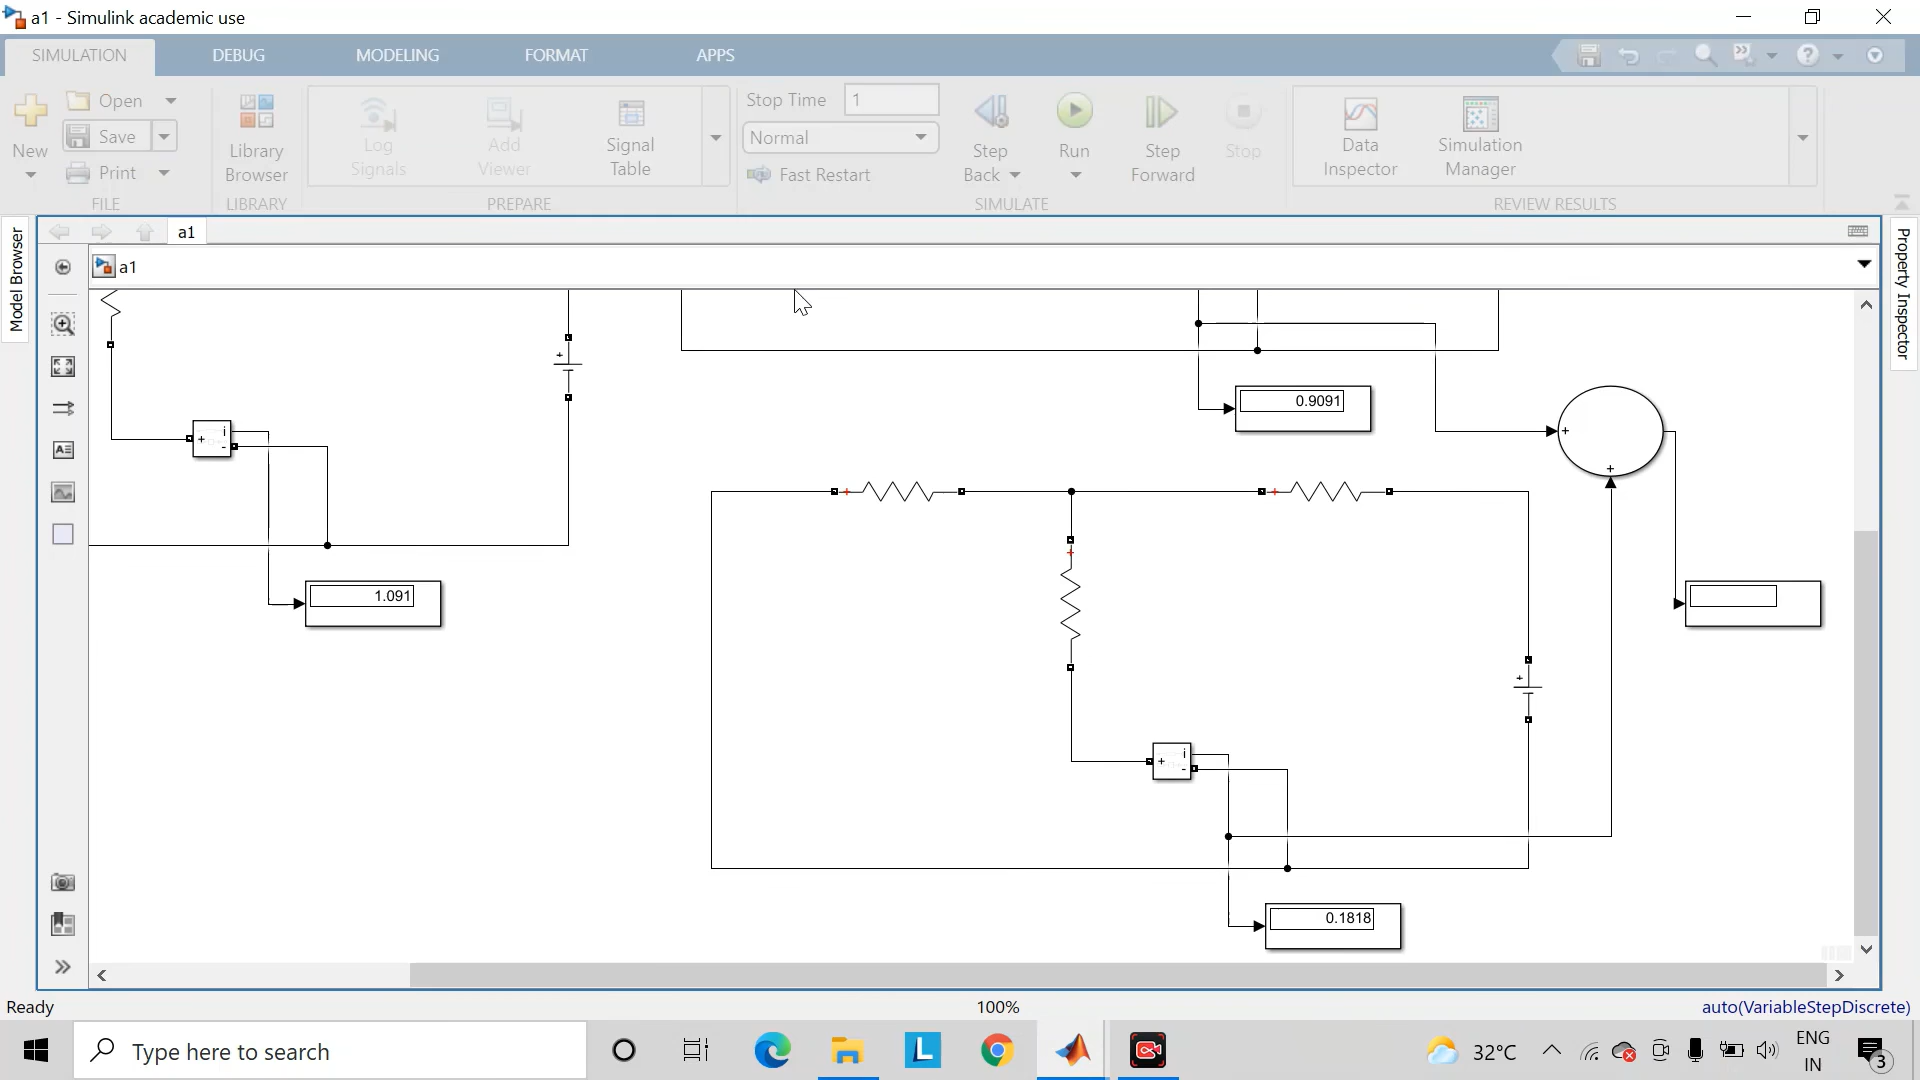 a1 - Simulink academic use
SIMULATION DEBUG MODELING FORMAT APPS
New
Open
Save
Print
FILE
Library
Browser
LIBRARY
Log
Signals
Add
Viewer
Signal
Table
PREPARE
Stop Time 1
Normal
Fast Restart
Step
Back
Run
Step
Forward
Stop
SIMULATE
Data
Inspector
Simulation
Manager
REVIEW RESULTS
Model Browser
Property Inspector
a1
a1
0.9091
1.091
0.1818
Ready 100% auto(VariableStepDiscrete)
Type here to search
32°C
ENG
IN
3